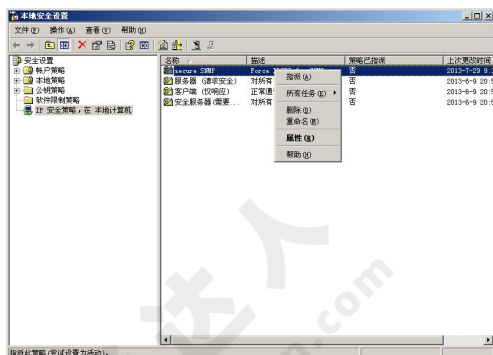 本地安全设置
文件(F) 操作(A) 查看(V) 帮助(H)
安全设置
帐户策略
本地策略
公钥策略
软件限制策略
IP 安全策略，在 本地计算机
名称 描述 策略已指派 上次更改时间
secure SNMP Force 否 2013-7-29 9:
服务器 (请求安全) 对所有 否 2013-6-9 20:5
客户端 (仅响应) 正常通 否 2013-6-9 20:5
安全服务器(需要... 对所有 否 2013-6-9 20:5
指派(A)
所有任务(K)
删除(D)
重命名(M)
属性(R)
帮助(H)
达人
.com
指派此策略(尝试设置为活动)。